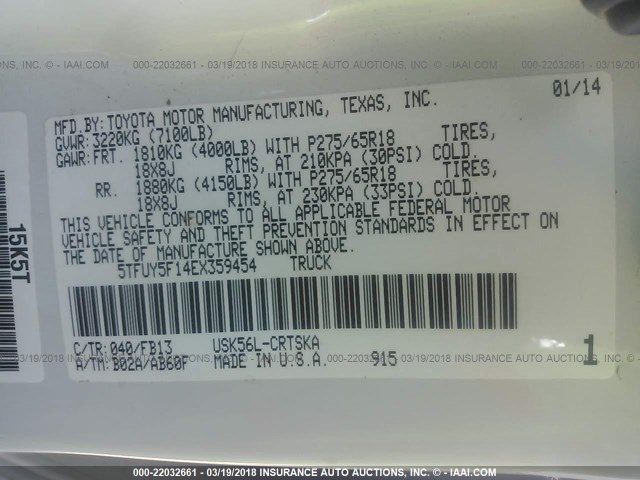 000-22032661 - 03/19/2018 INSURANCE AUTO AUCTIONS, INC. - © IAAI.COM
01/14
MFD.BY: TOYOTA MOTOR MANUFACTURING, TEXAS, INC.
GVWR: 3220KG (7100LB)
GAWR: FRT. 1810KG (4000LB) WITH P275/65R18 TIRES,
18X8J RIMS, AT 210KPA (30PSI) COLD.
RR. 1880KG (4150LB) WITH P275/65R18 TIRES,
18X8J RIMS, AT 230KPA (33PSI) COLD.
THIS VEHICLE CONFORMS TO ALL APPLICABLE FEDERAL MOTOR
VEHICLE SAFETY AND THEFT PREVENTION STANDARDS IN EFFECT ON
THE DATE OF MANUFACTURE SHOWN ABOVE.
5TFUY5F14EX359454 TRUCK
15K5T
C/TR: 040/FB13 USK56L-CRTSKA
A/TM: B02A/AB60F MADE IN U.S.A. 915
1
000-22032661 - 03/19/2018 INSURANCE AUTO AUCTIONS, INC. - © IAAI.COM
000-22032661 - 03/19/2018 INSURANCE AUTO AUCTIONS, INC. - © IAAI.COM